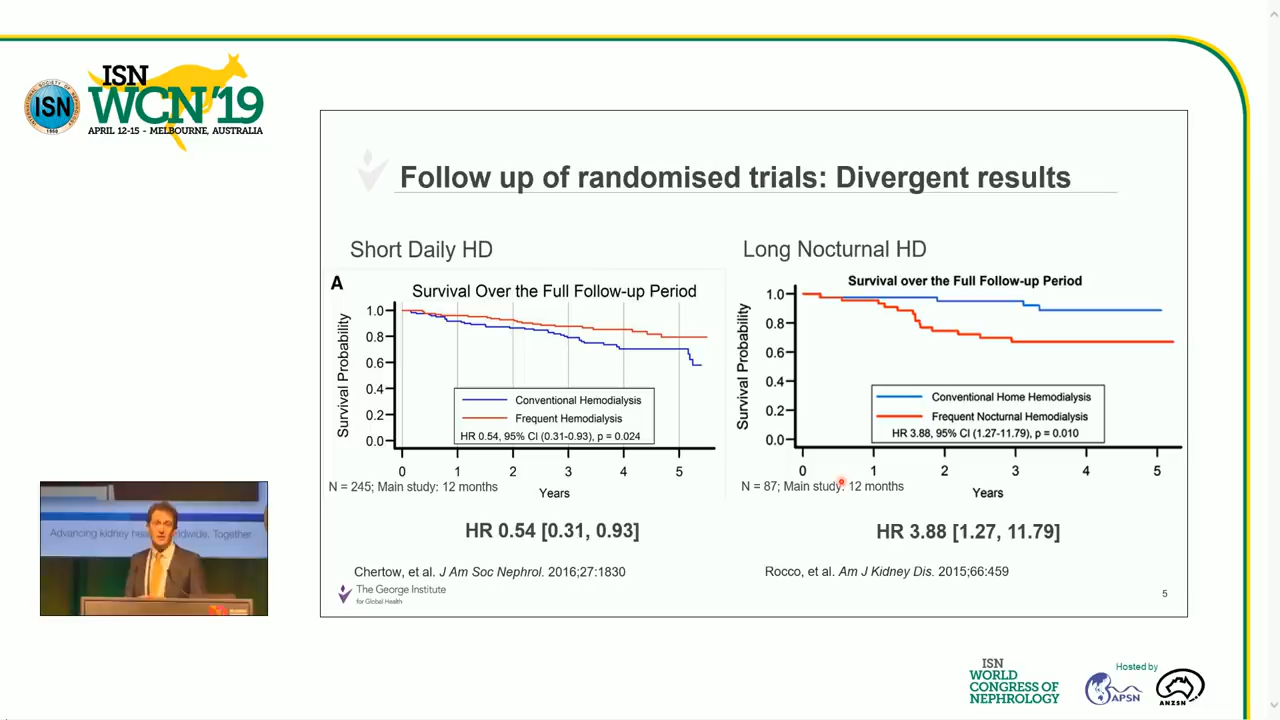 ISN
WCN'19
APRIL 12-15 - MELBOURNE, AUSTRALIA
ISN
Follow up of randomised trials: Divergent results
Short Daily HD
A
Survival Over the Full Follow-up Period
Survival Probability
1.0
0.8
0.6
0.4
0.2
0.0
Conventional Hemodialysis
Frequent Hemodialysis
HR 0.54, 95% CI (0.31-0.93), p = 0.024
0 1 2 3 4 5
N = 245; Main study: 12 months
Years
HR 0.54 [0.31, 0.93]
Chertow, et al. J Am Soc Nephrol. 2016;27:1830
Long Nocturnal HD
Survival over the Full Follow-up Period
Survival Probability
1.0
0.8
0.6
0.4
0.2
0.0
Conventional Home Hemodialysis
Frequent Nocturnal Hemodialysis
HR 3.88, 95% CI (1.27-11.79), p = 0.010
0 1 2 3 4 5
N = 87; Main study: 12 months
Years
HR 3.88 [1.27, 11.79]
Rocco, et al. Am J Kidney Dis. 2015;66:459
The George Institute
for Global Health
5
Advancing kidney worldwide. Together
ISN
WORLD
CONGRESS OF
NEPHROLOGY
Hosted by
APSN
ANZSN